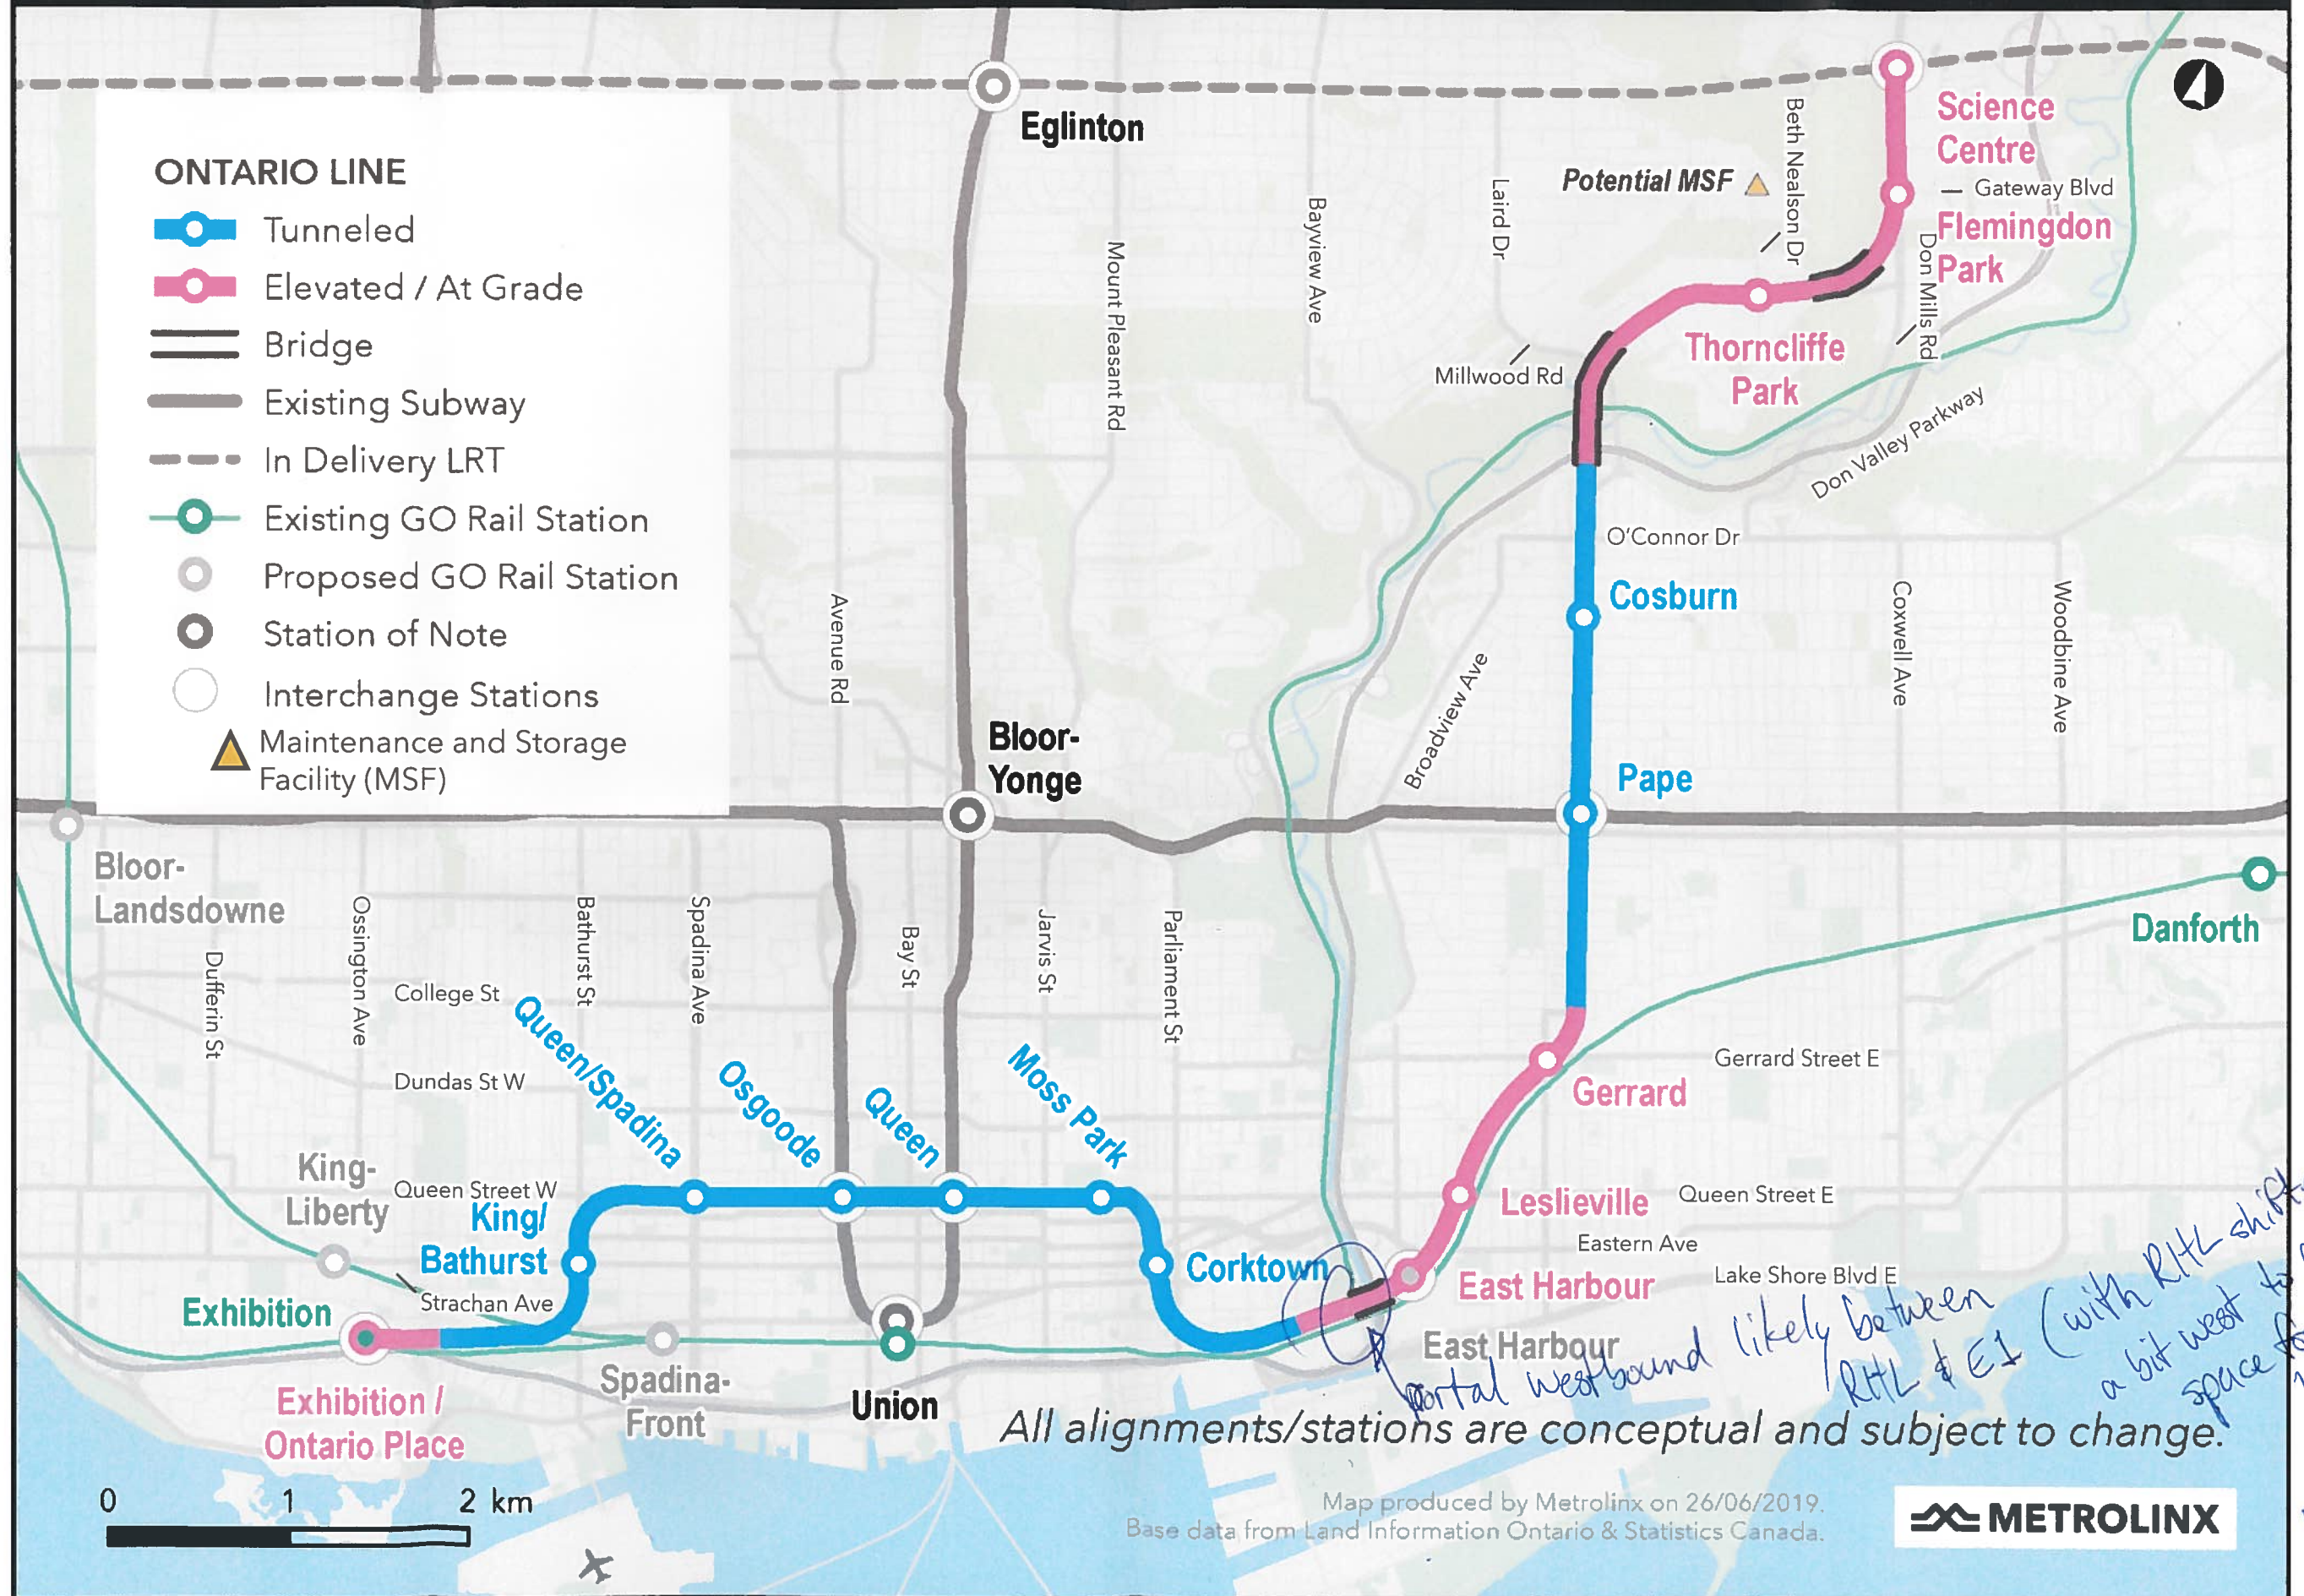 ONTARIO LINE
Tunneled
Elevated / At Grade
Bridge
Existing Subway
In Delivery LRT
Existing GO Rail Station
Proposed GO Rail Station
Station of Note
Interchange Stations
Maintenance and Storage
Facility (MSF)
Eglinton
Mount Pleasant Rd
Bayview Ave
Laird Dr
Potential MSF
Beth Nealson Dr
Science
Centre
Gateway Blvd
Flemingdon
Park
Don Mills Rd
Thorncliffe
Park
Millwood Rd
Don Valley Parkway
O'Connor Dr
Cosburn
Coxwell Ave
Woodbine Ave
Avenue Rd
Broadview Ave
Bloor-
Yonge
Pape
Bloor-
Landsdowne
Danforth
Dufferin St
Ossington Ave
Bathurst St
Spadina Ave
Bay St
Jarvis St
Parliament St
College St
Dundas St W
Queen/Spadina
Osgoode
Queen
Moss Park
Gerrard Street E
Gerrard
King-
Liberty
Queen Street W
King/
Bathurst
Strachan Ave
Corktown
Leslieville
Queen Street E
Eastern Ave
East Harbour
Lake Shore Blvd E
East Harbour
Exhibition
Exhibition /
Ontario Place
Spadina-
Front
Union
portal westbound likely between
RHL & E1 (with RHL shift
a bit west to
space
All alignments/stations are conceptual and subject to change.
0 1 2 km
Map produced by Metrolinx on 26/06/2019.
Base data from Land Information Ontario & Statistics Canada.
METROLINX